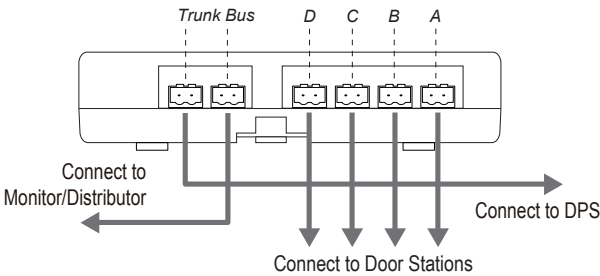 Trunk Bus D C B A
Connect to
Monitor/Distributor
Connect to DPS
Connect to Door Stations